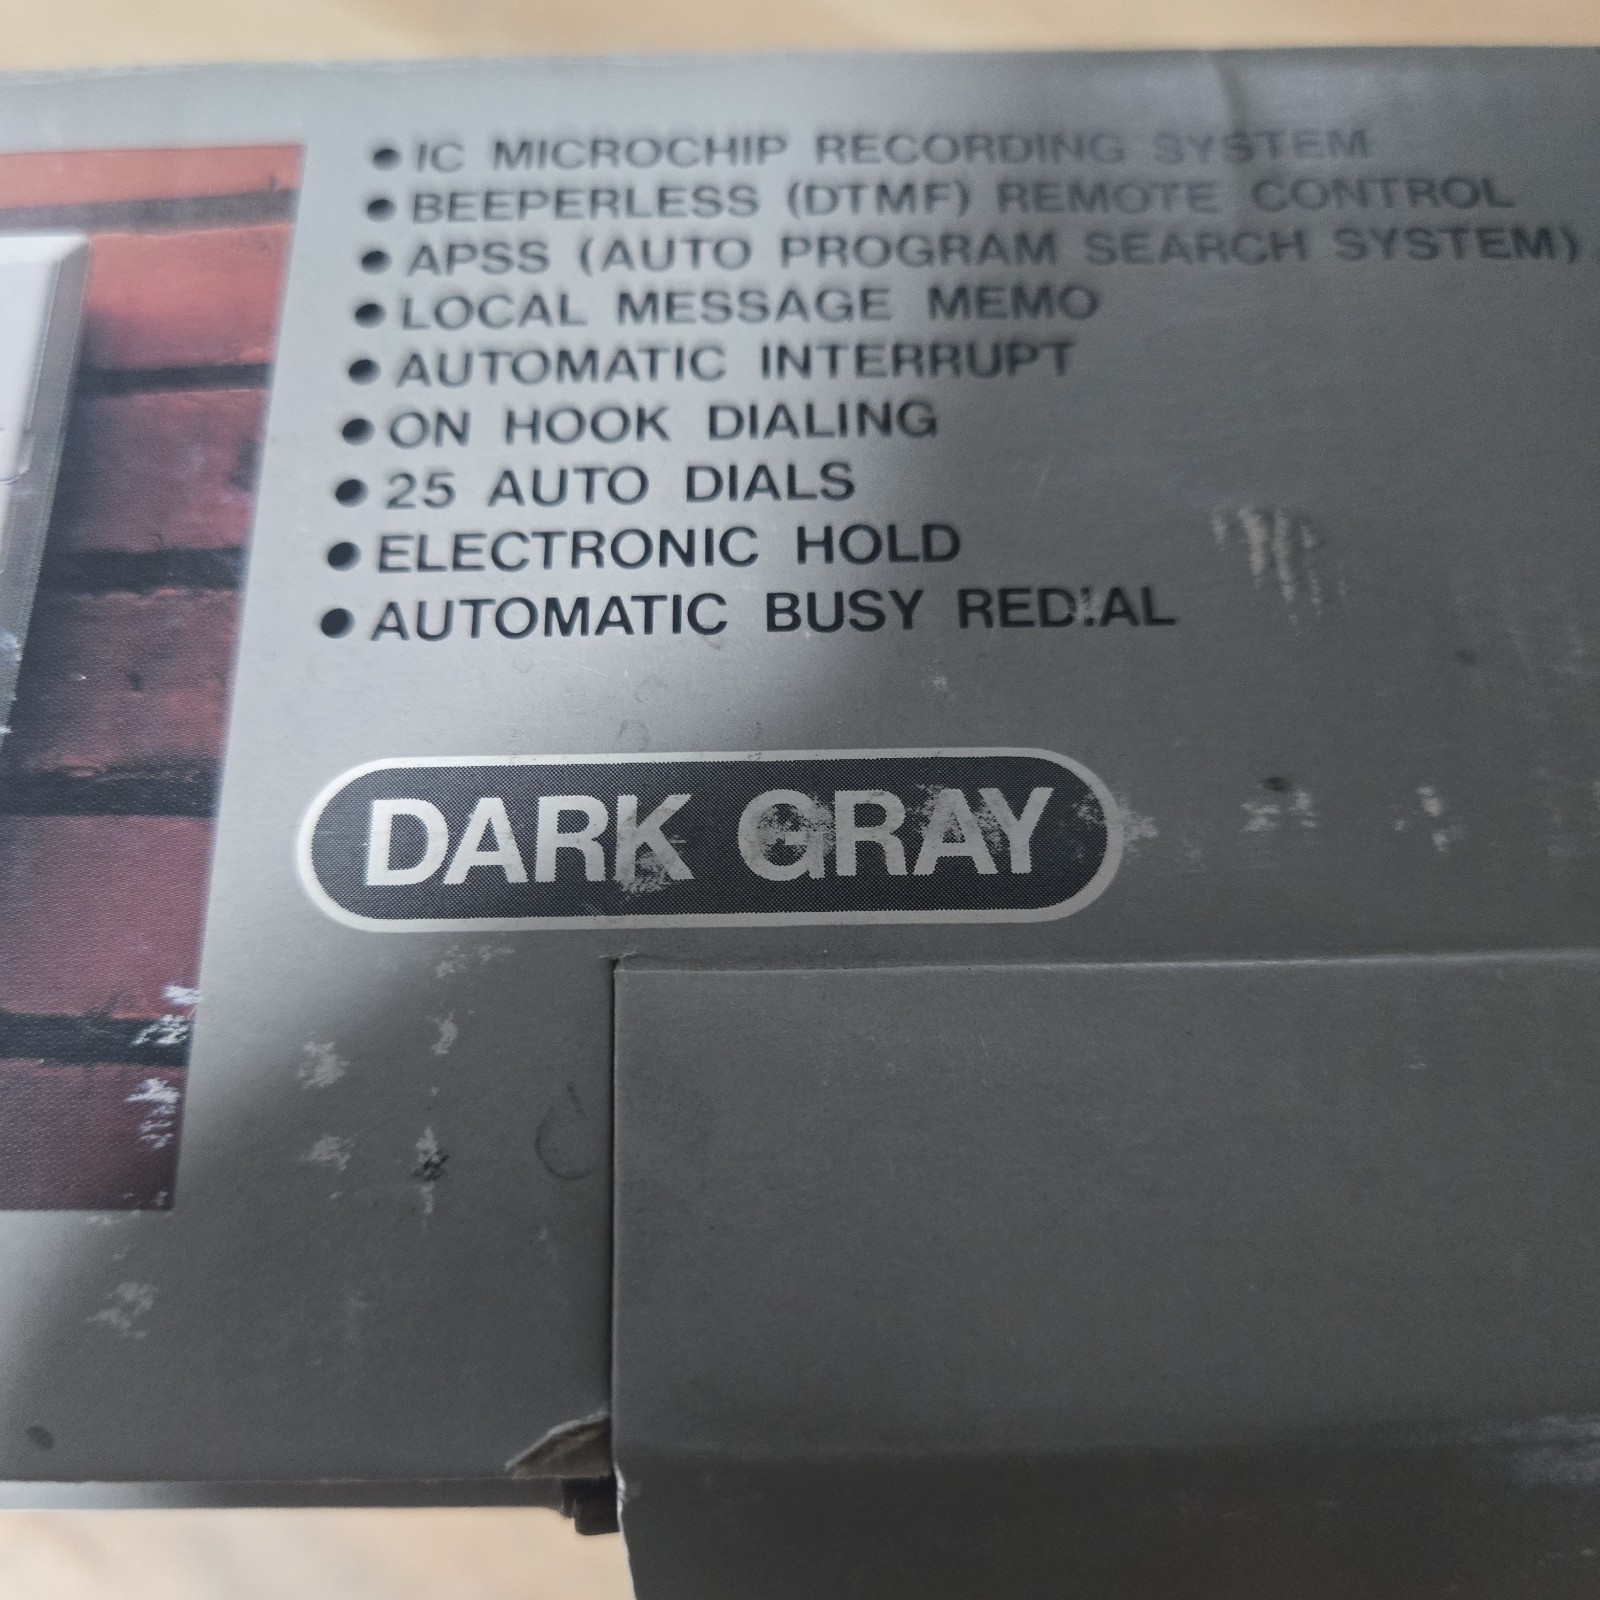 • IC MICROCHIP RECORDING SYSTEM
• BEEPERLESS (DTMF) REMOTE CONTROL
• APSS (AUTO PROGRAM SEARCH SYSTEM)
• LOCAL MESSAGE MEMO
• AUTOMATIC INTERRUPT
• ON HOOK DIALING
• 25 AUTO DIALS
• ELECTRONIC HOLD
• AUTOMATIC BUSY REDIAL
DARK GRAY